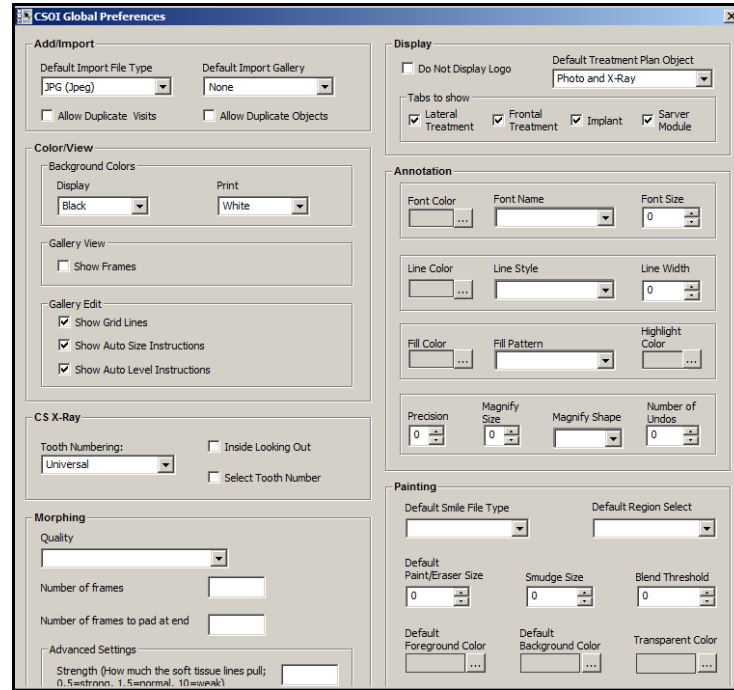 CSOI Global Preferences
Add/Import
Default Import File Type
Default Import Gallery
JPG (Jpeg)
None
Allow Duplicate Visits
Allow Duplicate Objects
Color/View
Background Colors
Display
Print
Black
White
Gallery View
Show Frames
Gallery Edit
Show Grid Lines
Show Auto Size Instructions
Show Auto Level Instructions
CS X-Ray
Tooth Numbering:
Universal
Inside Looking Out
Select Tooth Number
Morphing
Quality
Number of frames
Number of frames to pad at end
Advanced Settings
Strength (How much the soft tissue lines pull;
0.5=strong, 1.5=normal, 10=weak)
Display
Do Not Display Logo
Default Treatment Plan Object
Photo and X-Ray
Tabs to show
Lateral
Treatment
Frontal
Treatment
Implant
Sarver
Module
Annotation
Font Color
Font Name
Font Size
...
0
Line Color
Line Style
Line Width
...
0
Fill Color
Fill Pattern
Highlight
Color
...
...
Precision
Magnify
Size
Magnify Shape
Number of
Undos
0
0
0
Painting
Default Smile File Type
Default Region Select
Default
Paint/Eraser Size
Smudge Size
Blend Threshold
0
0
0
Default
Foreground Color
Default
Background Color
Transparent Color
...
...
...